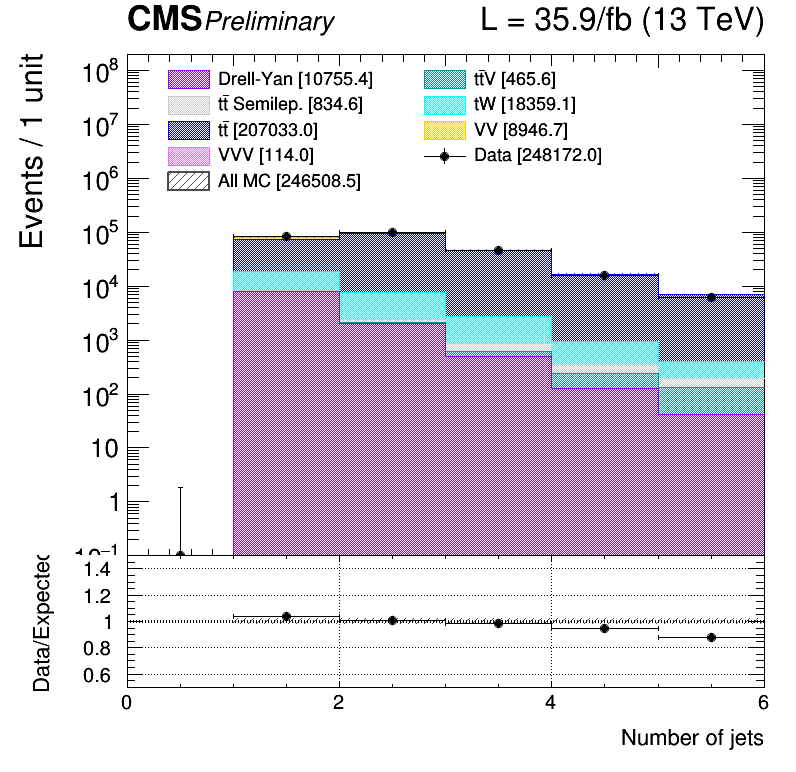 CMS Preliminary L = 35.9/fb (13 TeV)
Events / 1 unit
10⁸
10⁷
10⁶
10⁵
10⁴
10³
10²
10
1
10⁻¹
Drell-Yan [10755.4]
tt̄ Semilep. [834.6]
tt̄ [207033.0]
VVV [114.0]
All MC [246508.5]
tt̄V [465.6]
tW [18359.1]
VV [8946.7]
Data [248172.0]
Data/Expected
1.4
1.2
1
0.8
0.6
0 2 4 6
Number of jets